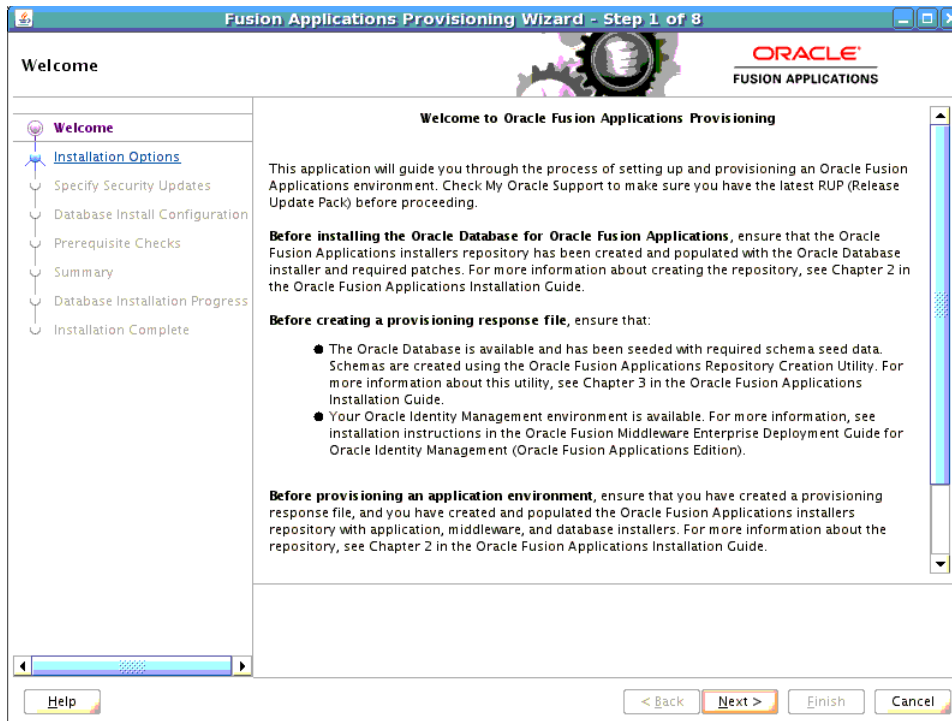 Fusion Applications Provisioning Wizard - Step 1 of 8
Welcome
ORACLE
FUSION APPLICATIONS
Welcome
Installation Options
Specify Security Updates
Database Install Configuration
Prerequisite Checks
Summary
Database Installation Progress
Installation Complete
Welcome to Oracle Fusion Applications Provisioning
This application will guide you through the process of setting up and provisioning an Oracle Fusion
Applications environment. Check My Oracle Support to make sure you have the latest RUP (Release
Update Pack) before proceeding.
Before installing the Oracle Database for Oracle Fusion Applications, ensure that the Oracle
Fusion Applications installers repository has been created and populated with the Oracle Database
installer and required patches. For more information about creating the repository, see Chapter 2 in
the Oracle Fusion Applications Installation Guide.
Before creating a provisioning response file, ensure that:
● The Oracle Database is available and has been seeded with required schema seed data.
Schemas are created using the Oracle Fusion Applications Repository Creation Utility. For
more information about this utility, see Chapter 3 in the Oracle Fusion Applications
Installation Guide.
● Your Oracle Identity Management environment is available. For more information, see
installation instructions in the Oracle Fusion Middleware Enterprise Deployment Guide for
Oracle Identity Management (Oracle Fusion Applications Edition).
Before provisioning an application environment, ensure that you have created a provisioning
response file, and you have created and populated the Oracle Fusion Applications installers
repository with application, middleware, and database installers. For more information about the
repository, see Chapter 2 in the Oracle Fusion Applications Installation Guide.
Help
< Back
Next >
Finish
Cancel